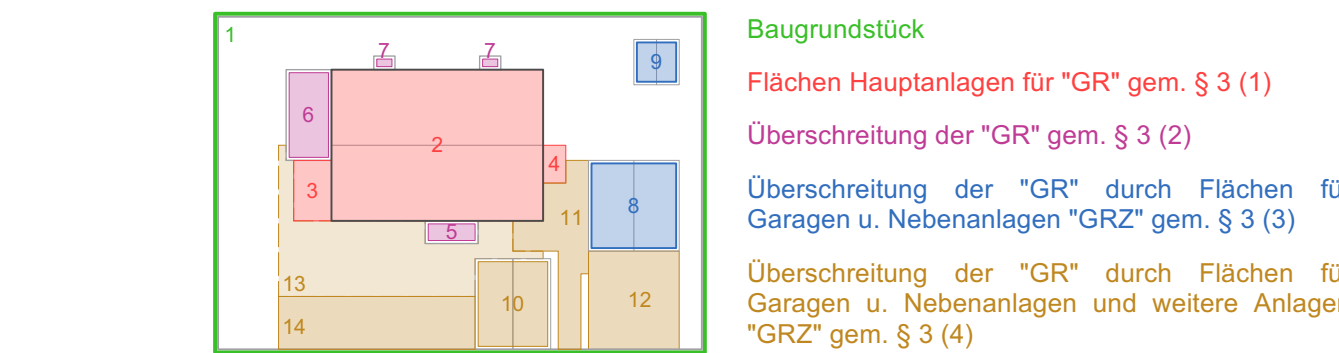 1
7
7
9
6
2
4
3
8
11
5
13
10
12
14
Baugrundstück
Flächen Hauptanlagen für "GR" gem. § 3 (1)
Überschreitung der "GR" gem. § 3 (2)
Überschreitung der "GR" durch Flächen fü
Garagen u. Nebenanlagen "GRZ" gem. § 3 (3)
Überschreitung der "GR" durch Flächen fü
Garagen u. Nebenanlagen und weitere Anlagen
"GRZ" gem. § 3 (4)